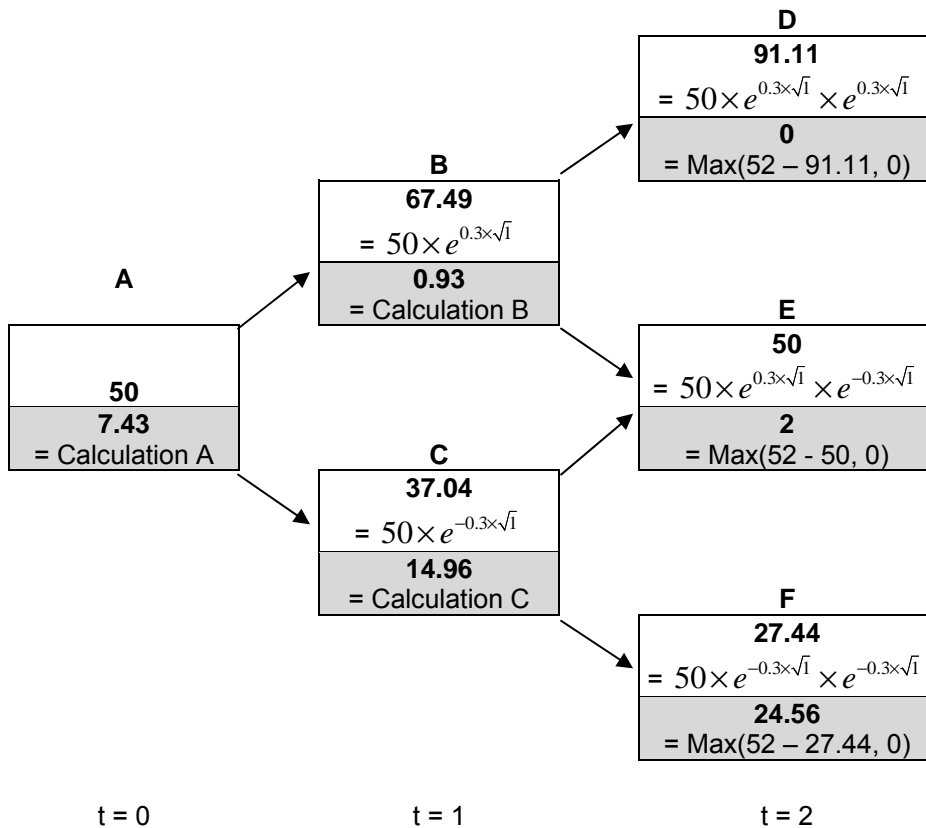 D
91.11
= 50 × e^{0.3×√1} × e^{0.3×√1}
0
= Max(52 – 91.11, 0)
B
67.49
= 50 × e^{0.3×√1}
0.93
= Calculation B
A
50
7.43
= Calculation A
E
50
= 50 × e^{0.3×√1} × e^{−0.3×√1}
2
= Max(52 - 50, 0)
C
37.04
= 50 × e^{−0.3×√1}
14.96
= Calculation C
F
27.44
= 50 × e^{−0.3×√1} × e^{−0.3×√1}
24.56
= Max(52 – 27.44, 0)
t = 0 t = 1 t = 2